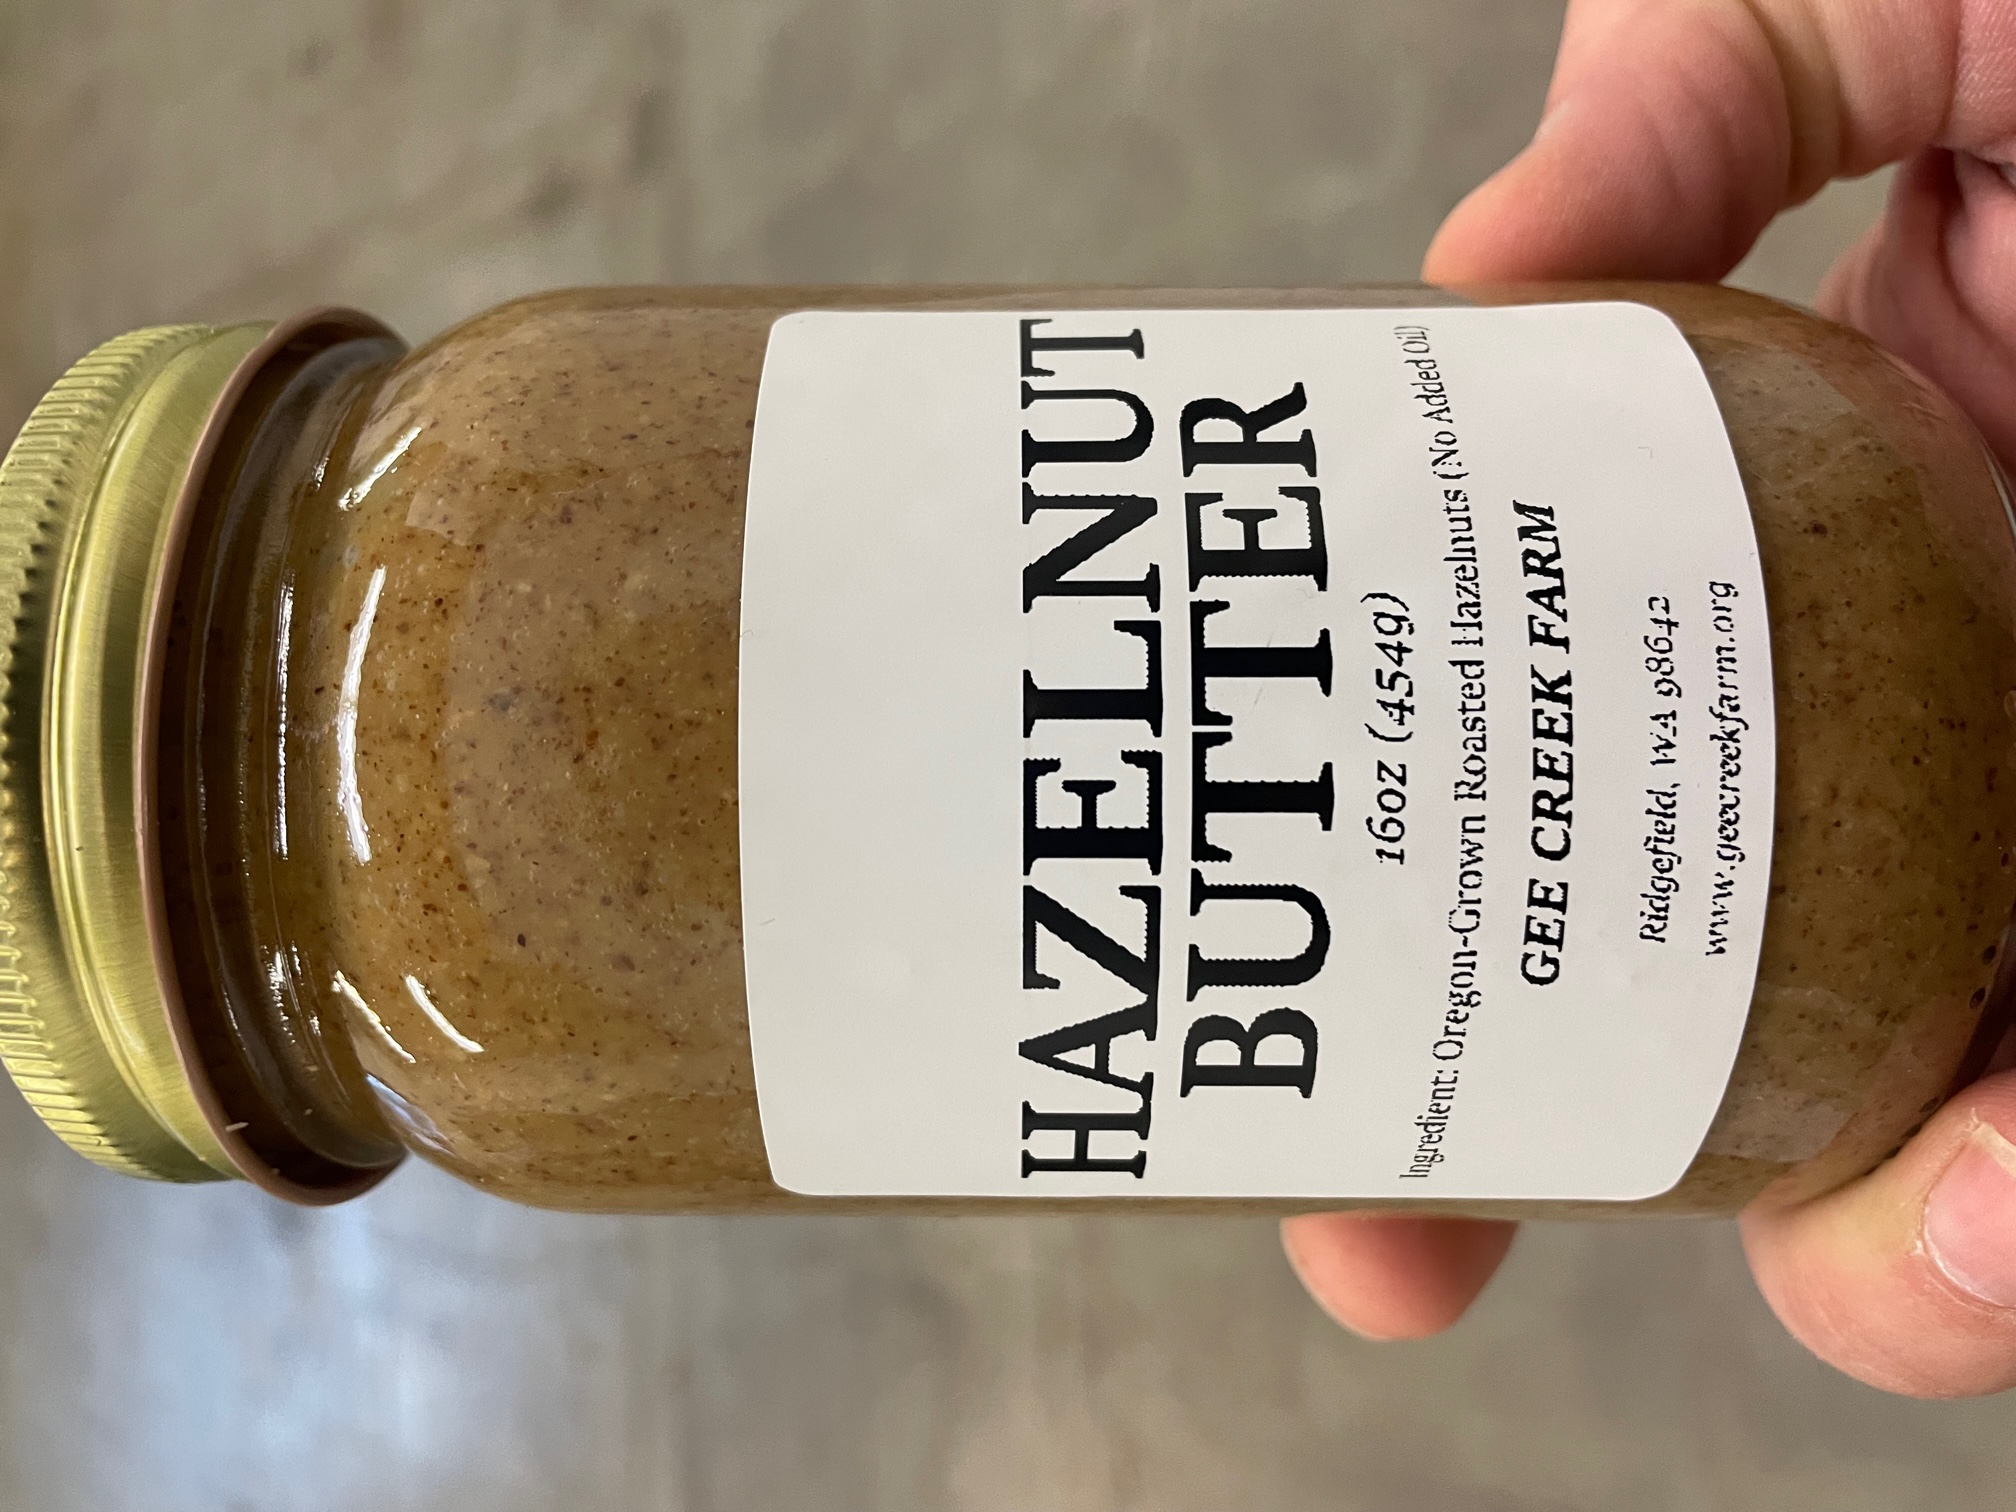 HAZELNUT
BUTTER
16oz (454g)
Ingredient: Oregon-Grown Roasted Hazelnuts (No Added Oil)
GEE CREEK FARM
Ridgefield, WA 98642
www.geecreekfarm.org